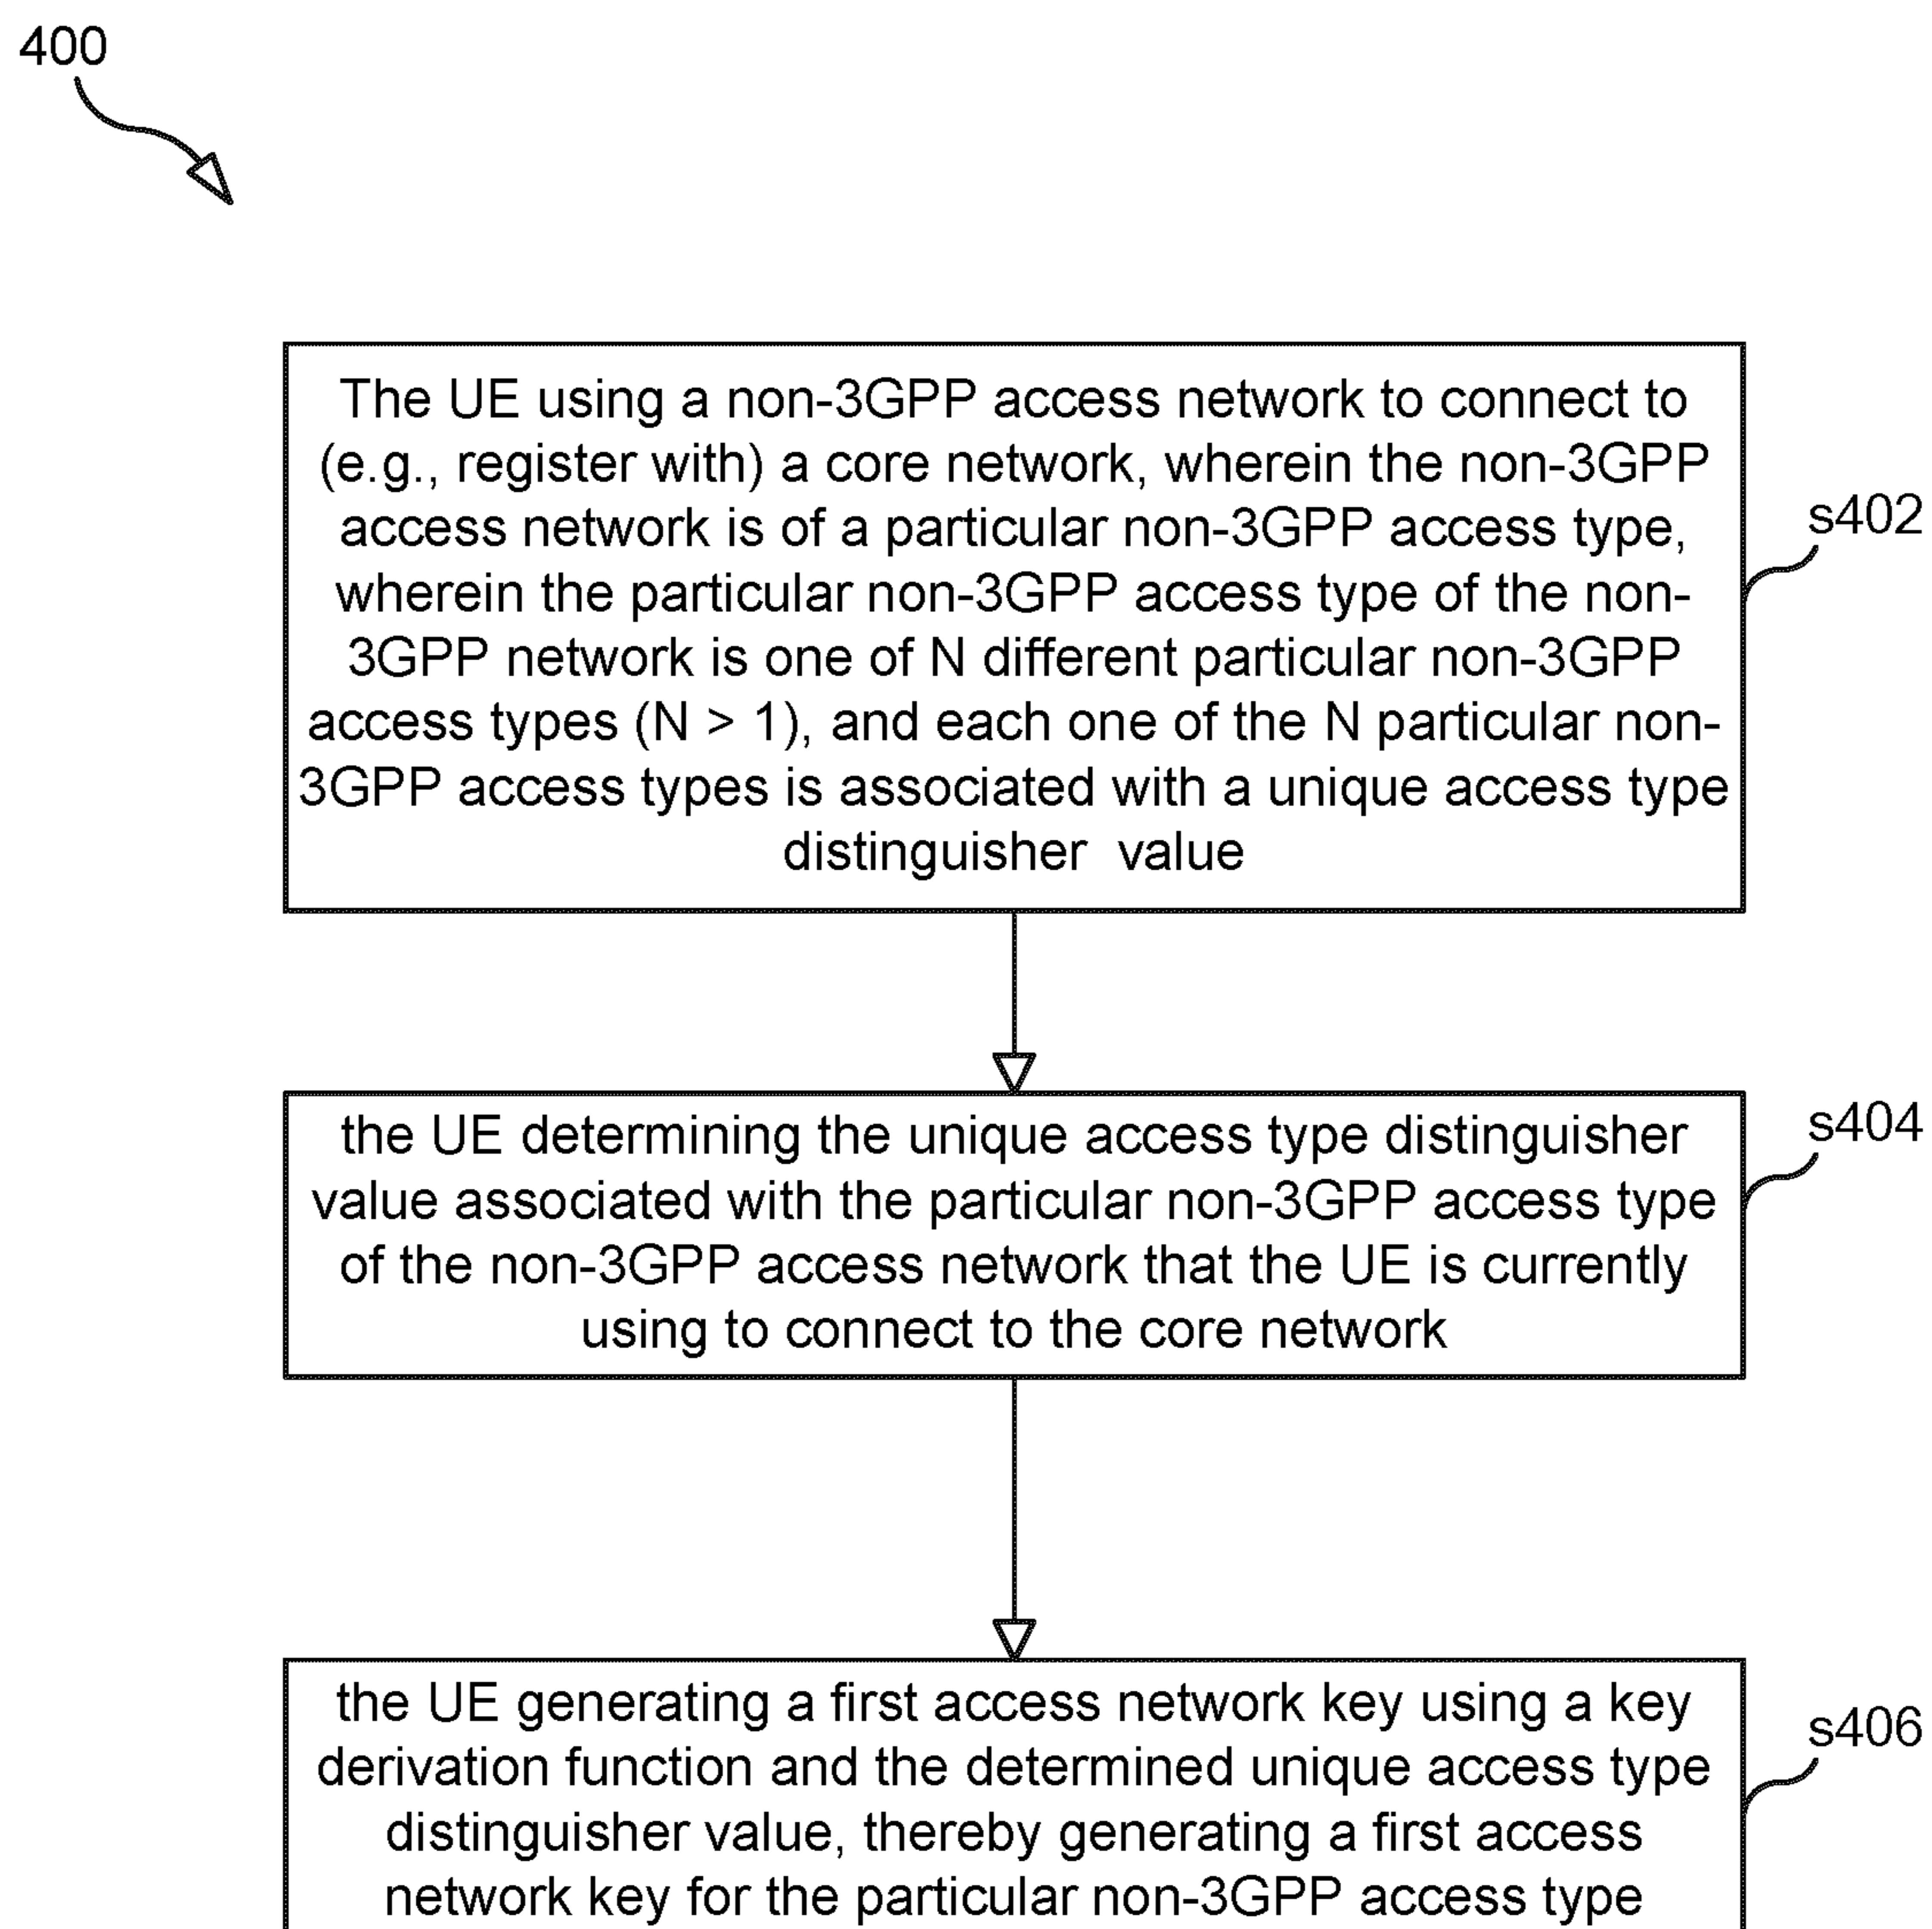 400
The UE using a non-3GPP access network to connect to
(e.g., register with) a core network, wherein the non-3GPP
access network is of a particular non-3GPP access type,
wherein the particular non-3GPP access type of the non-
3GPP network is one of N different particular non-3GPP
access types (N > 1), and each one of the N particular non-
3GPP access types is associated with a unique access type
distinguisher value
s402
the UE determining the unique access type distinguisher
value associated with the particular non-3GPP access type
of the non-3GPP access network that the UE is currently
using to connect to the core network
s404
the UE generating a first access network key using a key
derivation function and the determined unique access type
distinguisher value, thereby generating a first access
network key for the particular non-3GPP access type
s406